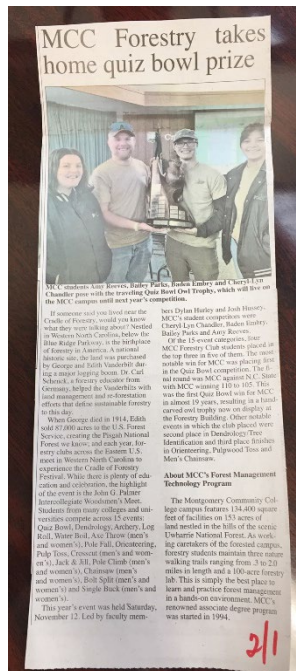 MCC Forestry takes
home quiz bowl prize
MCC students Amy Reeves, Bailey Parks, Baden Embry and Cheryl-Lyn
Chandler pose with the traveling Quiz Bowl Owl Trophy, which will live on
the MCC campus until next year's competition.
If someone said you lived near the
Cradle of Forestry, would you know
what they were talking about? Nestled
in Western North Carolina, below the
Blue Ridge Parkway, is the birthplace
of forestry in America. A national
historic site, the land was purchased
by George and Edith Vanderbilt dur-
ing a major logging boom. Dr. Carl
Schenck, a forestry educator from
Germany, helped the Vanderbilts with
land management and re-forestation
efforts that define sustainable forestry
to this day.
When George died in 1914, Edith
sold 87,000 acres to the U.S. Forest
Service, creating the Pisgah National
Forest we know; and each year, for-
estry clubs across the Eastern U.S.
meet in Western North Carolina to
experience the Cradle of Forestry
Festival. While there is plenty of edu-
cation and celebration, the highlight
of the event is the John G. Palmer
Intercollegiate Woodsmen's Meet.
Students from many colleges and uni-
versities compete across 15 events:
Quiz Bowl, Dendrology, Archery, Log
Roll, Water Boil, Axe Throw (men's
and women's), Pole Fall, Orienteering,
Pulp Toss, Crosscut (men's and wom-
en's), Jack & Jill, Pole Climb (men's
and women's), Chainsaw (men's
and women's), Bolt Split (men's and
women's) and Single Buck (men's and
women's).
This year's event was held Saturday,
November 12. Led by faculty mem-
bers Dylan Hurley and Josh Hussey,
MCC's student competitors were
Cheryl-Lyn Chandler, Baden Embry,
Bailey Parks and Amy Reeves.
Of the 15-event categories, four
MCC Forestry Club students placed in
the top three in five of them. The most
notable win for MCC was placing first
in the Quiz Bowl competition. The fi-
nal round was MCC against N.C. State
with MCC winning 110 to 105. This
was the first Quiz Bowl win for MCC
in almost 19 years, resulting in a hand-
carved owl trophy now on display at
the Forestry Building. Other notable
events in which the club placed were
second place in Dendrology/Tree
Identification and third place finishes
in Orienteering, Pulpwood Toss and
Men's Chainsaw.
About MCC's Forest Management
Technology Program
The Montgomery Community Col-
lege campus features 134,400 square
feet of facilities on 153 acres of
land nestled in the hills of the scenic
Uwharrie National Forest. As work-
ing caretakers of the forested campus,
forestry students maintain three nature
walking trails ranging from .3 to 2.0
miles in length and a 100-acre forestry
lab. This is simply the best place to
learn and practice forest management
in a hands-on environment. MCC's
renowned associate degree program
was started in 1994.
2/1